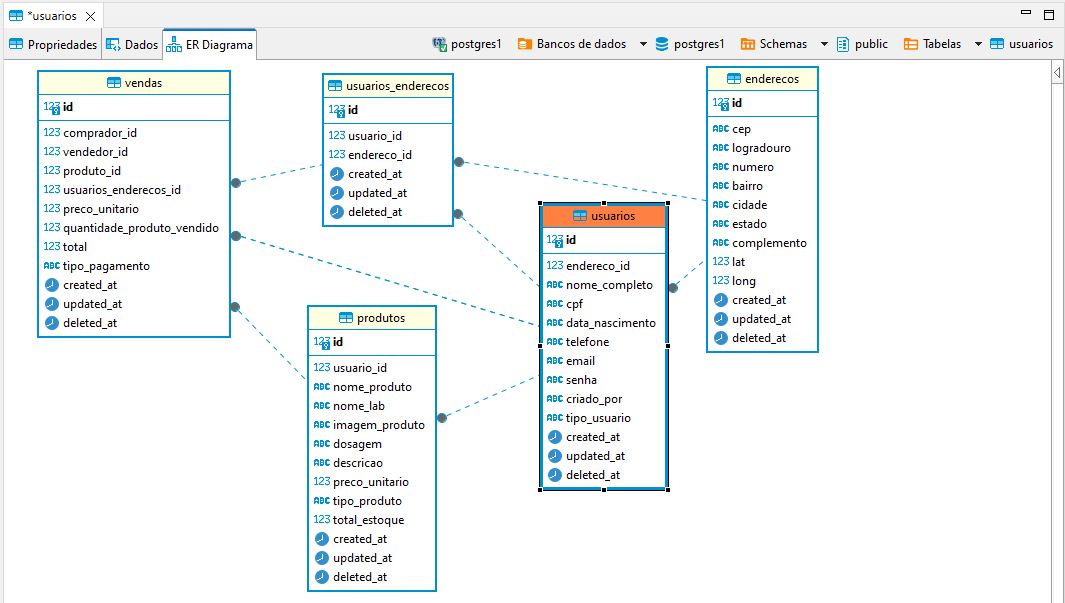 *usuarios
Propriedades
Dados
ER Diagrama
postgres1
Bancos de dados
postgres1
Schemas
public
Tabelas
usuarios
vendas
123 id
123 comprador_id
123 vendedor_id
123 produto_id
123 usuarios_enderecos_id
123 preco_unitario
123 quantidade_produto_vendido
123 total
ABC tipo_pagamento
created_at
updated_at
deleted_at
usuarios_enderecos
123 id
123 usuario_id
123 endereco_id
created_at
updated_at
deleted_at
enderecos
123 id
ABC cep
ABC logradouro
ABC numero
ABC bairro
ABC cidade
ABC estado
ABC complemento
123 lat
123 long
created_at
updated_at
deleted_at
usuarios
123 id
123 endereco_id
ABC nome_completo
ABC cpf
ABC data_nascimento
ABC telefone
ABC email
ABC senha
ABC criado_por
ABC tipo_usuario
created_at
updated_at
deleted_at
produtos
123 id
123 usuario_id
ABC nome_produto
ABC nome_lab
ABC imagem_produto
ABC dosagem
ABC descricao
123 preco_unitario
ABC tipo_produto
123 total_estoque
created_at
updated_at
deleted_at